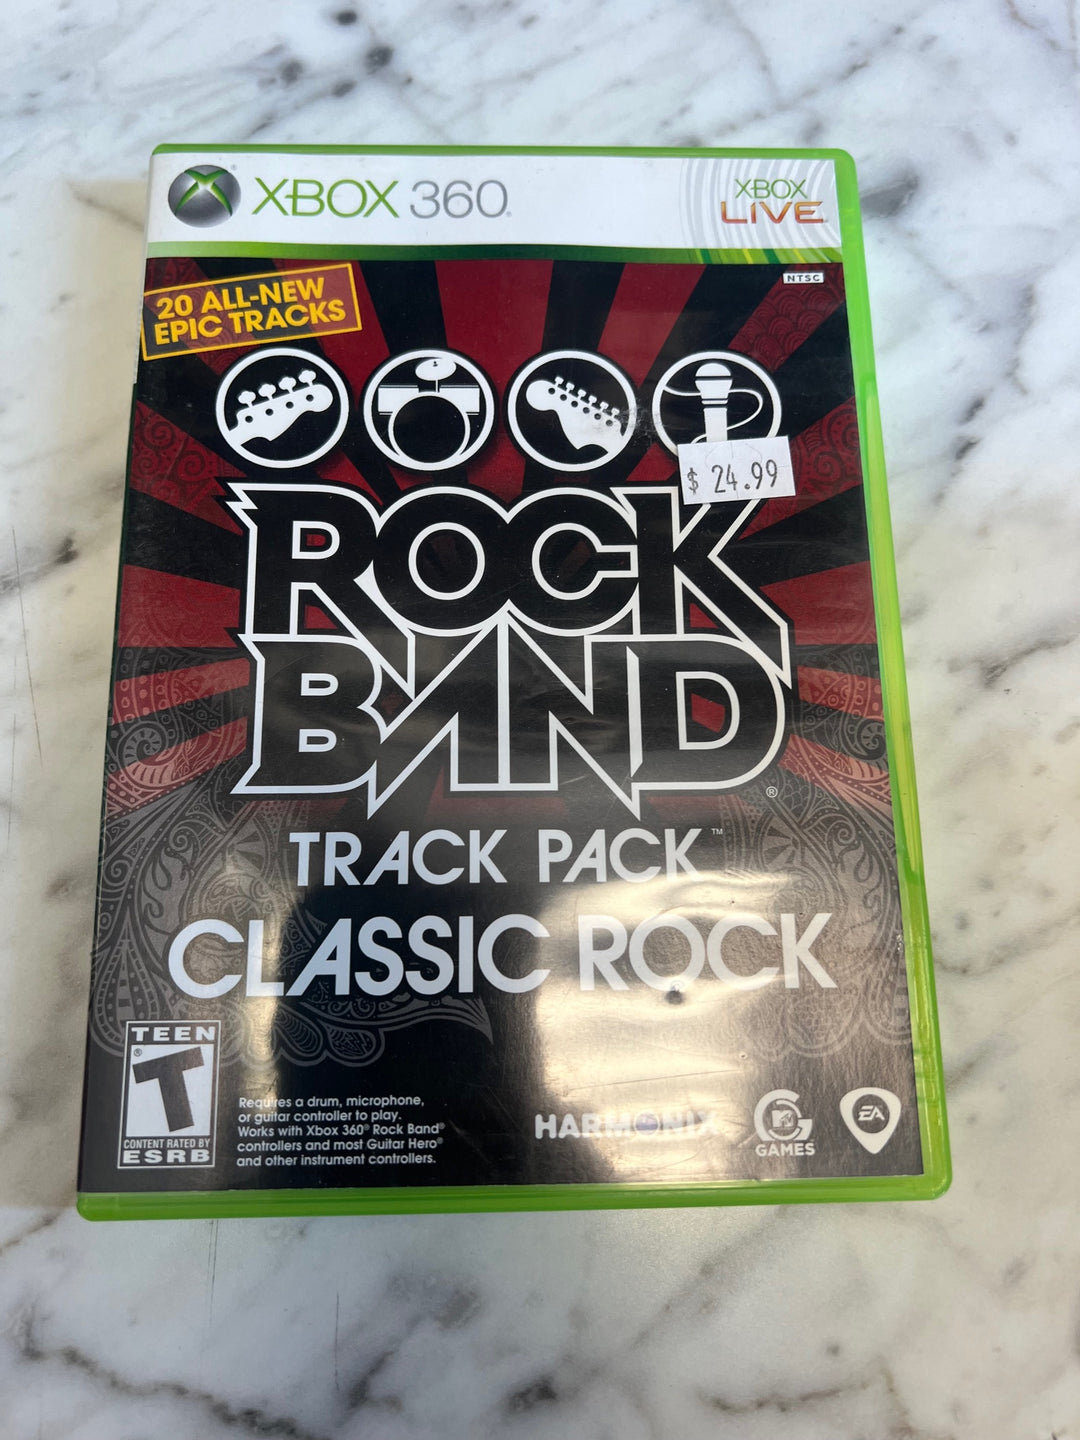 XBOX 360®
XBOX
LIVE
NTSC
20 ALL-NEW
EPIC TRACKS
$ 24.99
ROCK
BAND®
TRACK PACK™
CLASSIC ROCK
TEEN
T®
CONTENT RATED BY
ESRB
Requires a drum, microphone,
or guitar controller to play.
Works with Xbox 360® Rock Band®
controllers and most Guitar Hero®
and other instrument controllers.
HARMONIX
MTV
GAMES
EA